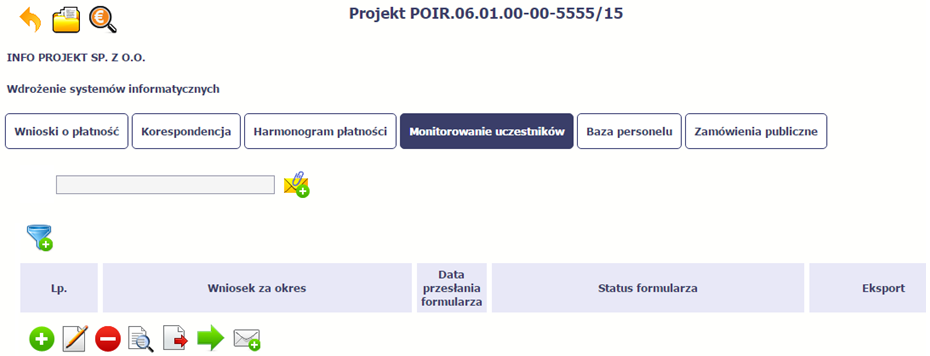 Projekt POIR.06.01.00-00-5555/15
INFO PROJEKT SP. Z O.O.
Wdrożenie systemów informatycznych
Wnioski o płatność Korespondencja Harmonogram płatności Monitorowanie uczestników Baza personelu Zamówienia publiczne
Lp. Wniosek za okres Data przesłania formularza Status formularza Eksport